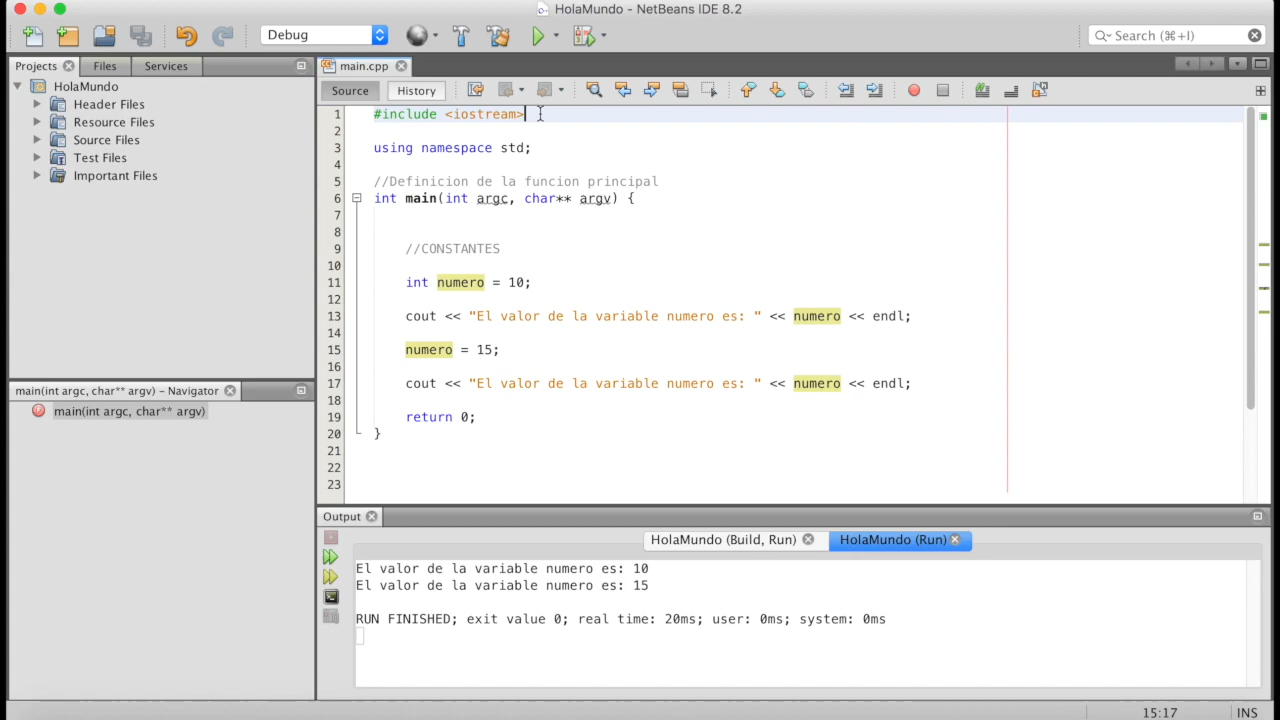 HolaMundo - NetBeans IDE 8.2
Debug
Search (⌘+I)
Projects
Files
Services
HolaMundo
Header Files
Resource Files
Source Files
Test Files
Important Files
main(int argc, char** argv) - Navigator
main(int argc, char** argv)
main.cpp
Source
History
1 #include <iostream>
2
3 using namespace std;
4
5 //Definicion de la funcion principal
6 int main(int argc, char** argv) {
7
8
9 //CONSTANTES
10
11 int numero = 10;
12
13 cout << "El valor de la variable numero es: " << numero << endl;
14
15 numero = 15;
16
17 cout << "El valor de la variable numero es: " << numero << endl;
18
19 return 0;
20 }
21
22
23
Output
HolaMundo (Build, Run)
HolaMundo (Run)
El valor de la variable numero es: 10
El valor de la variable numero es: 15
RUN FINISHED; exit value 0; real time: 20ms; user: 0ms; system: 0ms
15:17
INS